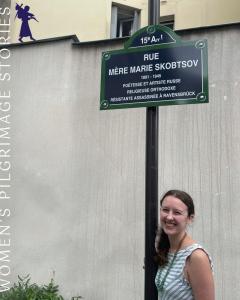 15e Arrt
RUE
MÈRE MARIE SKOBTSOV
1891 - 1945
POÉTESSE ET ARTISTE RUSSE
RELIGIEUSE ORTHODOXE
RÉSISTANTE ASSASSINÉE À RAVENSBRÜCK
WOMEN'S PILGRIMAGE STORIES